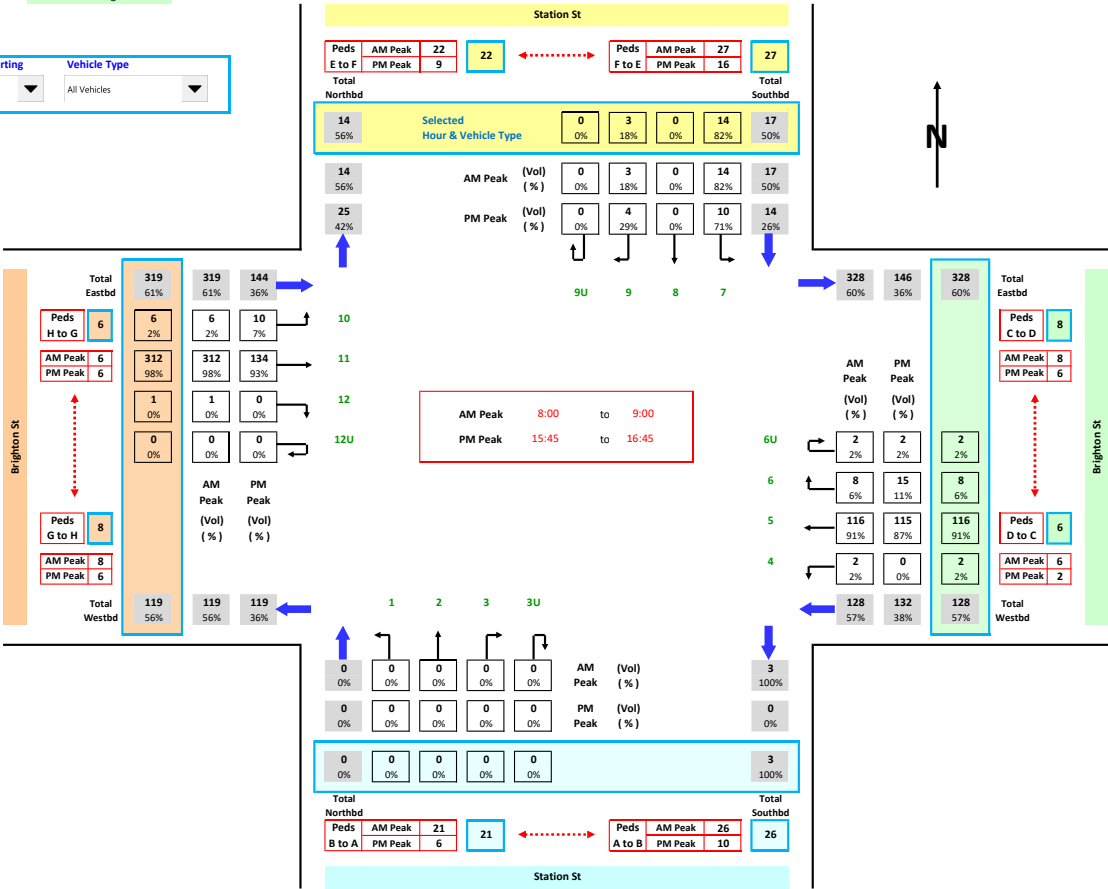 Station St
rting Vehicle Type
All Vehicles
Peds E to F AM Peak 22 PM Peak 9 22
Peds F to E AM Peak 27 PM Peak 16 27
Total Northbd
Total Southbd
14 56% Selected Hour & Vehicle Type 0 0% 3 18% 0 0% 14 82% 17 50%
14 56% AM Peak (Vol) ( % ) 0 0% 3 18% 0 0% 14 82% 17 50%
25 42% PM Peak (Vol) ( % ) 0 0% 4 29% 0 0% 10 71% 14 26%
9U 9 8 7
N
Brighton St
Total Eastbd 319 61% 319 61% 144 36%
Peds H to G 6 6 2% 6 2% 10 7% 10
AM Peak 6 PM Peak 6 312 98% 312 98% 134 93% 11
1 0% 1 0% 0 0% 12
0 0% 0 0% 0 0% 12U
AM Peak PM Peak
(Vol) ( % ) (Vol) ( % )
Peds G to H 8
AM Peak 8 PM Peak 6
Total Westbd 119 56% 119 56% 119 36%
AM Peak 8:00 to 9:00
PM Peak 15:45 to 16:45
328 60% 146 36% 328 60% Total Eastbd
Peds C to D 8
AM Peak 8 PM Peak 6
AM Peak PM Peak
(Vol) ( % ) (Vol) ( % )
6U 2 2% 2 2% 2 2%
6 8 6% 15 11% 8 6%
5 116 91% 115 87% 116 91%
4 2 2% 0 0% 2 2%
Peds D to C 6
AM Peak 6 PM Peak 2
128 57% 132 38% 128 57% Total Westbd
Brighton St
1 2 3 3U
0 0% 0 0% 0 0% 0 0% 0 0% AM Peak (Vol) ( % ) 3 100%
0 0% 0 0% 0 0% 0 0% 0 0% PM Peak (Vol) ( % ) 0 0%
0 0% 0 0% 0 0% 0 0% 0 0% 3 100%
Total Northbd
Total Southbd
Peds B to A AM Peak 21 PM Peak 6 21
Peds A to B AM Peak 26 PM Peak 10 26
Station St